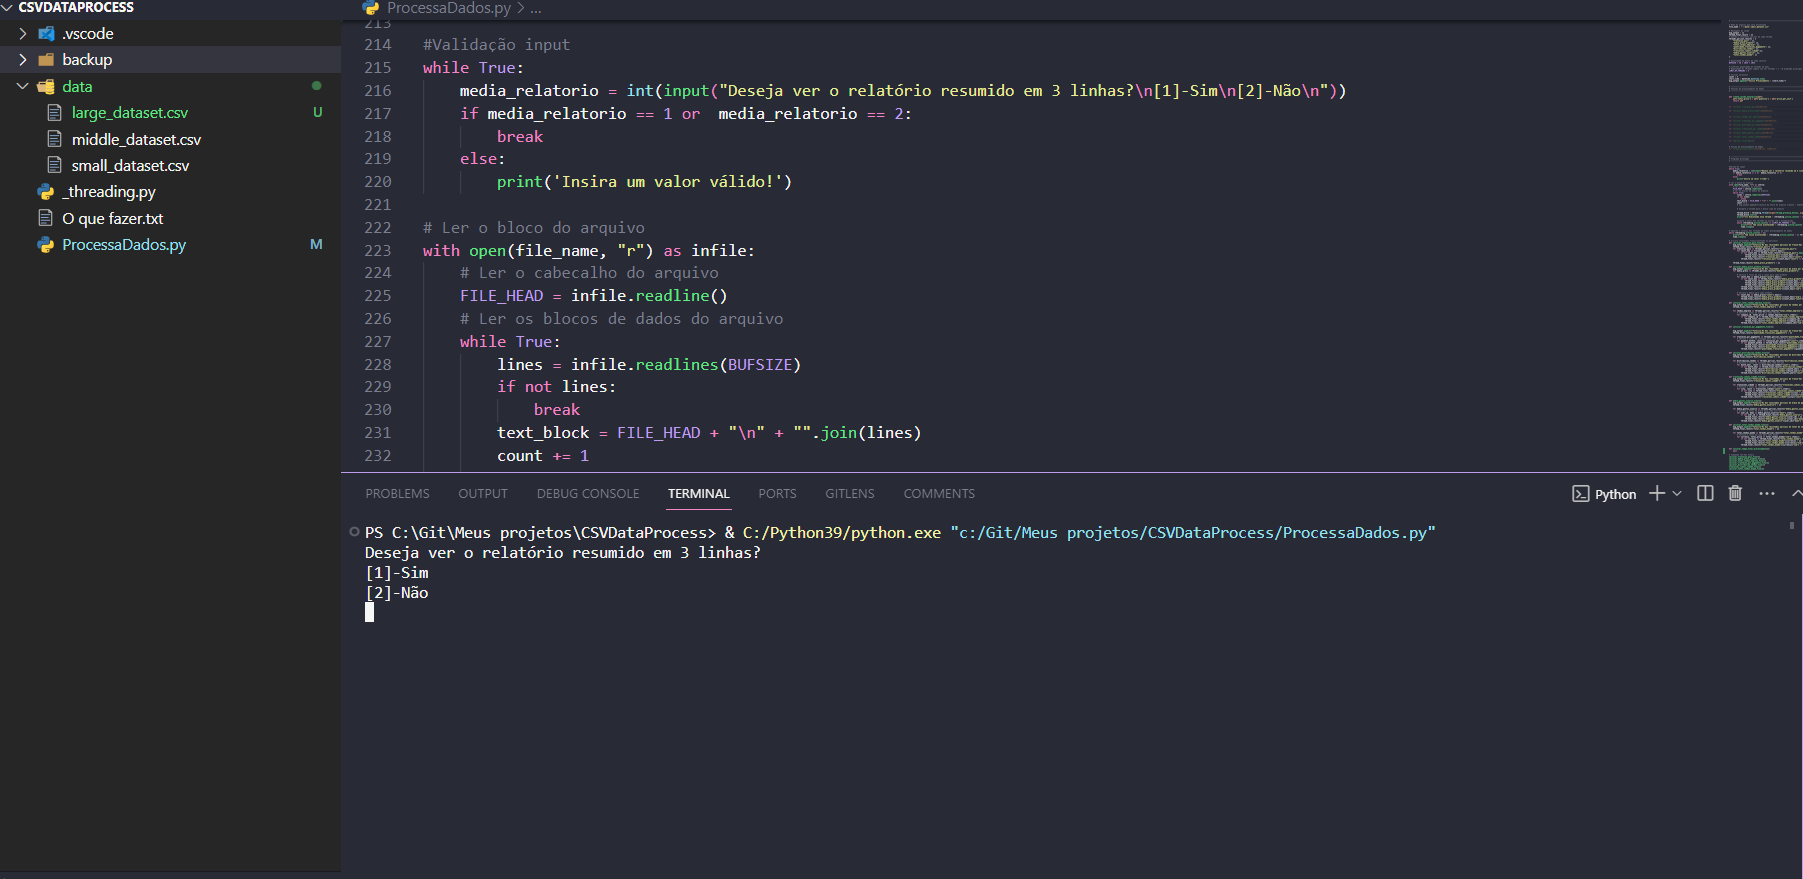 CSVDATAPROCESS
.vscode
backup
data
large_dataset.csv U
middle_dataset.csv
small_dataset.csv
_threading.py
O que fazer.txt
ProcessaDados.py M
ProcessaDados.py > ...
213
214 #Validação input
215 while True:
216 media_relatorio = int(input("Deseja ver o relatório resumido em 3 linhas?\n[1]-Sim\n[2]-Não\n"))
217 if media_relatorio == 1 or  media_relatorio == 2:
218 break
219 else:
220 print('Insira um valor válido!')
221
222 # Ler o bloco do arquivo
223 with open(file_name, "r") as infile:
224 # Ler o cabecalho do arquivo
225 FILE_HEAD = infile.readline()
226 # Ler os blocos de dados do arquivo
227 while True:
228 lines = infile.readlines(BUFSIZE)
229 if not lines:
230 break
231 text_block = FILE_HEAD + "\n" + "".join(lines)
232 count += 1
PROBLEMS OUTPUT DEBUG CONSOLE TERMINAL PORTS GITLENS COMMENTS Python
PS C:\Git\Meus projetos\CSVDataProcess> & C:/Python39/python.exe "c:/Git/Meus projetos/CSVDataProcess/ProcessaDados.py"
Deseja ver o relatório resumido em 3 linhas?
[1]-Sim
[2]-Não